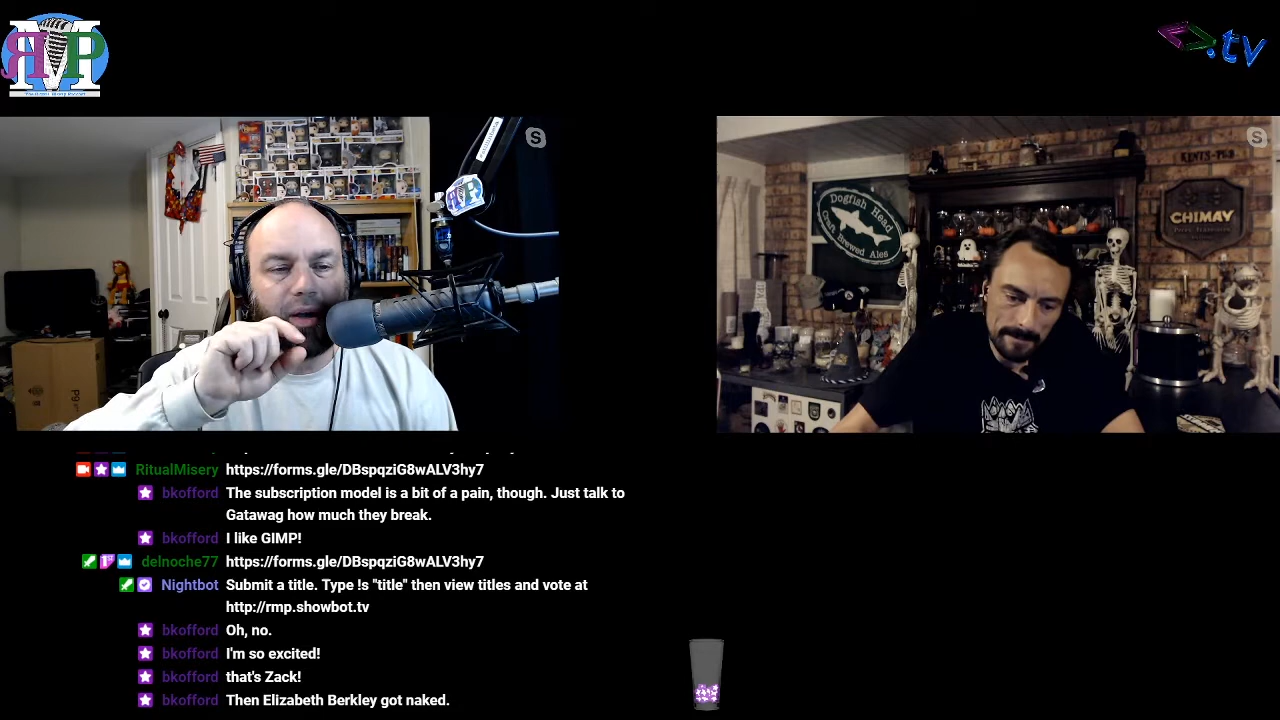 RMP
.tv
Dogfish Head
Craft Brewed Ales
CHIMAY
RitualMisery https://forms.gle/DBspqziG8wALV3hy7
bkofford The subscription model is a bit of a pain, though. Just talk to
Gatawag how much they break.
bkofford I like GIMP!
delnoche77 https://forms.gle/DBspqziG8wALV3hy7
Nightbot Submit a title. Type !s "title" then view titles and vote at
http://rmp.showbot.tv
bkofford Oh, no.
bkofford I'm so excited!
bkofford that's Zack!
bkofford Then Elizabeth Berkley got naked.